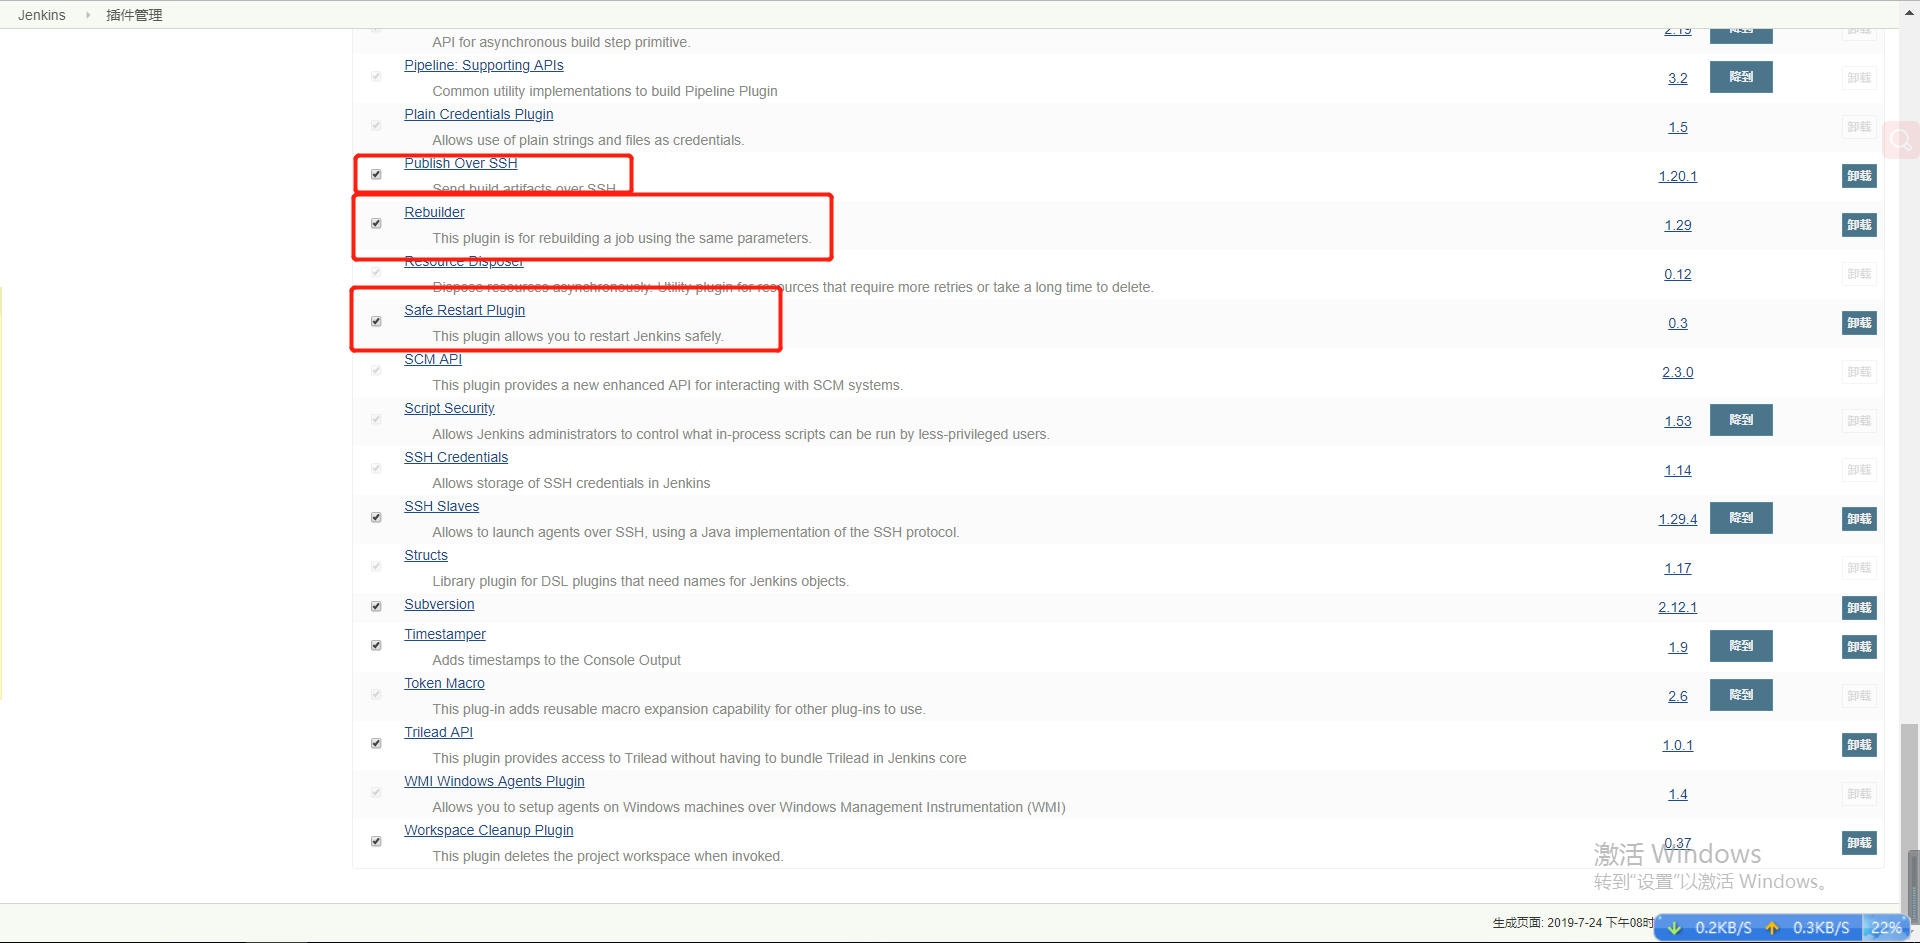 Jenkins
插件管理
2.19
降到
卸载
API for asynchronous build step primitive.
Pipeline: Supporting APIs
3.2
降到
卸载
Common utility implementations to build Pipeline Plugin
Plain Credentials Plugin
1.5
卸载
Allows use of plain strings and files as credentials.
Publish Over SSH
1.20.1
卸载
Send build artifacts over SSH
Rebuilder
1.29
卸载
This plugin is for rebuilding a job using the same parameters.
Resource Disposer
0.12
卸载
Dispose resources asynchronously. Utility plugin for resources that require more retries or take a long time to delete.
Safe Restart Plugin
0.3
卸载
This plugin allows you to restart Jenkins safely.
SCM API
2.3.0
卸载
This plugin provides a new enhanced API for interacting with SCM systems.
Script Security
1.53
降到
卸载
Allows Jenkins administrators to control what in-process scripts can be run by less-privileged users.
SSH Credentials
1.14
卸载
Allows storage of SSH credentials in Jenkins
SSH Slaves
1.29.4
降到
卸载
Allows to launch agents over SSH, using a Java implementation of the SSH protocol.
Structs
1.17
卸载
Library plugin for DSL plugins that need names for Jenkins objects.
Subversion
2.12.1
卸载
Timestamper
1.9
降到
卸载
Adds timestamps to the Console Output
Token Macro
2.6
降到
卸载
This plug-in adds reusable macro expansion capability for other plug-ins to use.
Trilead API
1.0.1
卸载
This plugin provides access to Trilead without having to bundle Trilead in Jenkins core
WMI Windows Agents Plugin
1.4
卸载
Allows you to setup agents on Windows machines over Windows Management Instrumentation (WMI)
Workspace Cleanup Plugin
0.37
卸载
This plugin deletes the project workspace when invoked.
激活 Windows
转到“设置”以激活 Windows。
生成页面: 2019-7-24 下午08时
0.2KB/S
0.3KB/S
22%